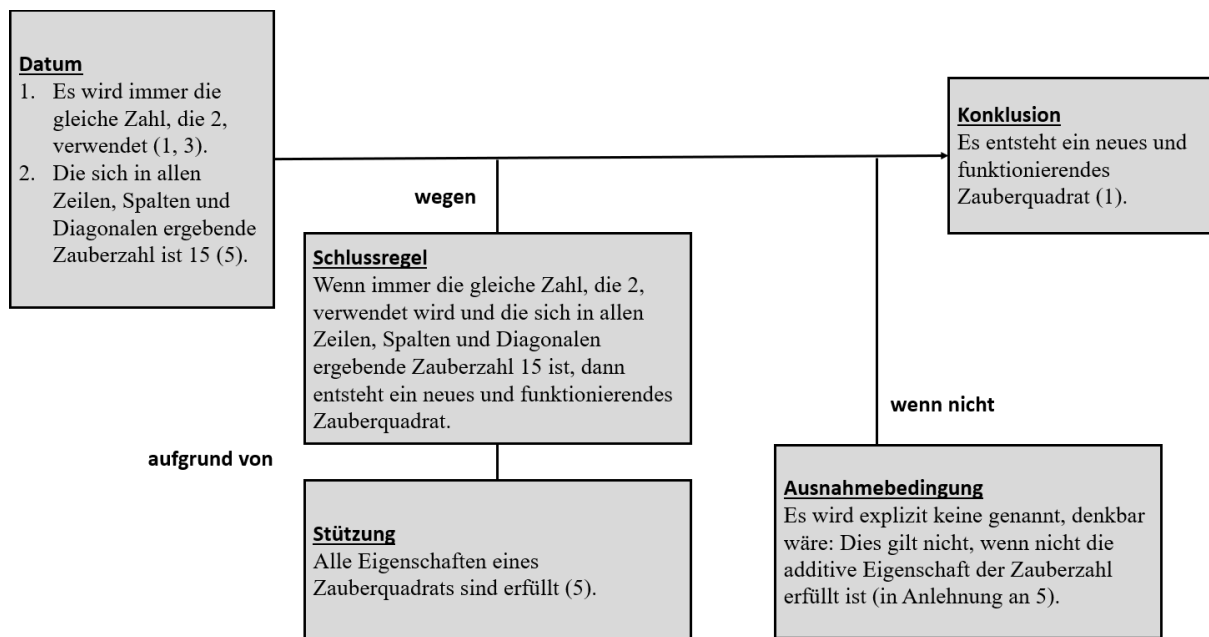 Datum
1. Es wird immer die
gleiche Zahl, die 2,
verwendet (1, 3).
2. Die sich in allen
Zeilen, Spalten und
Diagonalen ergebende
Zauberzahl ist 15 (5).
Konklusion
Es entsteht ein neues und
funktionierendes
Zauberquadrat (1).
wegen
Schlussregel
Wenn immer die gleiche Zahl, die 2,
verwendet wird und die sich in allen
Zeilen, Spalten und Diagonalen
ergebende Zauberzahl 15 ist, dann
entsteht ein neues und funktionierendes
Zauberquadrat.
wenn nicht
aufgrund von
Stützung
Alle Eigenschaften eines
Zauberquadrats sind erfüllt (5).
Ausnahmebedingung
Es wird explizit keine genannt, denkbar
wäre: Dies gilt nicht, wenn nicht die
additive Eigenschaft der Zauberzahl
erfüllt ist (in Anlehnung an 5).